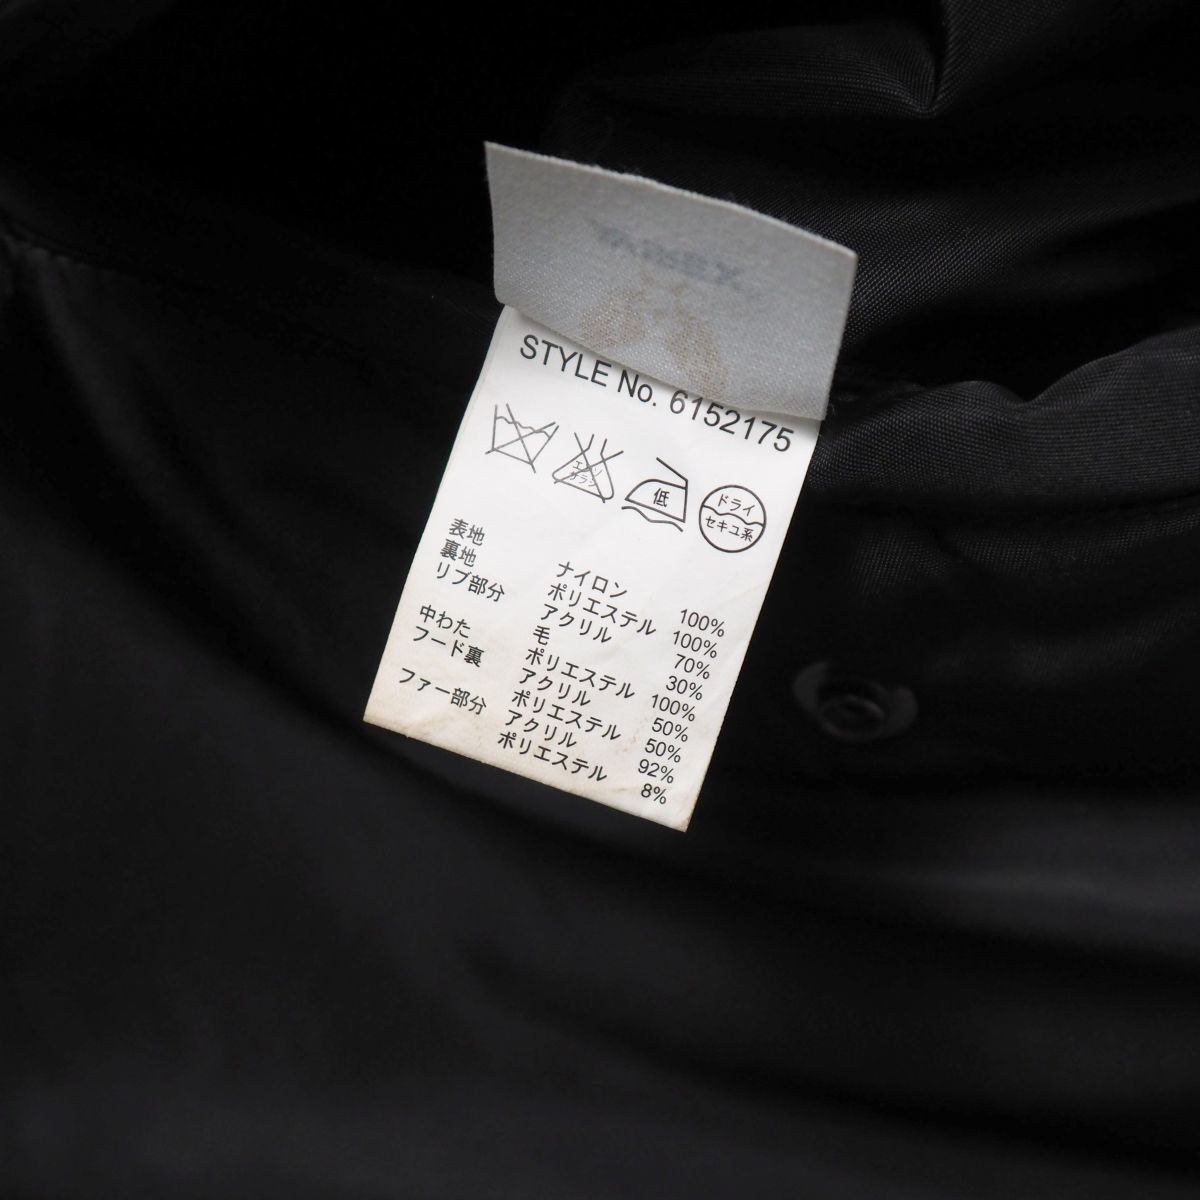 STYLE No. 6152175
エンソ
サラシ
低
ドライ
セキユ系
表地 ナイロン 100%
裏地 ポリエステル 100%
リブ部分 アクリル 70%
毛 30%
中わた ポリエステル 100%
フード裏 アクリル 50%
ポリエステル 50%
ファー部分 アクリル 92%
ポリエステル 8%